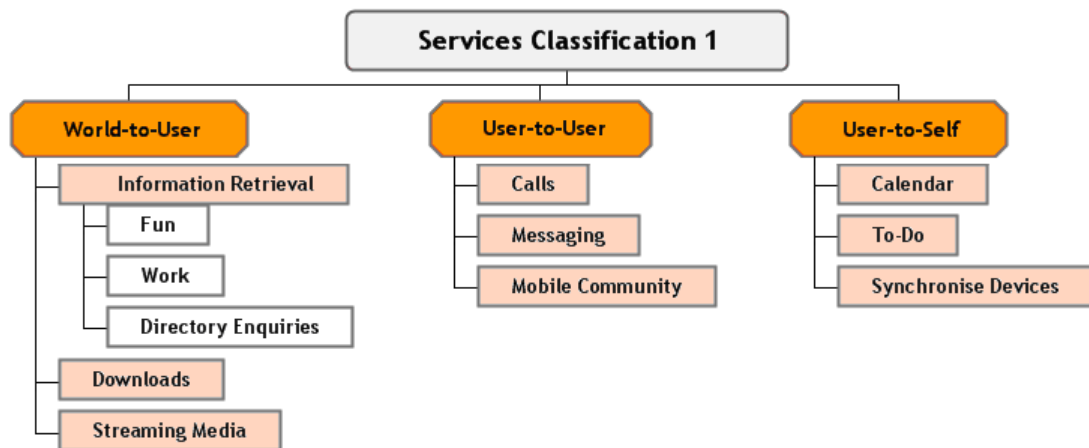 Services Classification 1
World-to-User
Information Retrieval
Fun
Work
Directory Enquiries
Downloads
Streaming Media
User-to-User
Calls
Messaging
Mobile Community
User-to-Self
Calendar
To-Do
Synchronise Devices